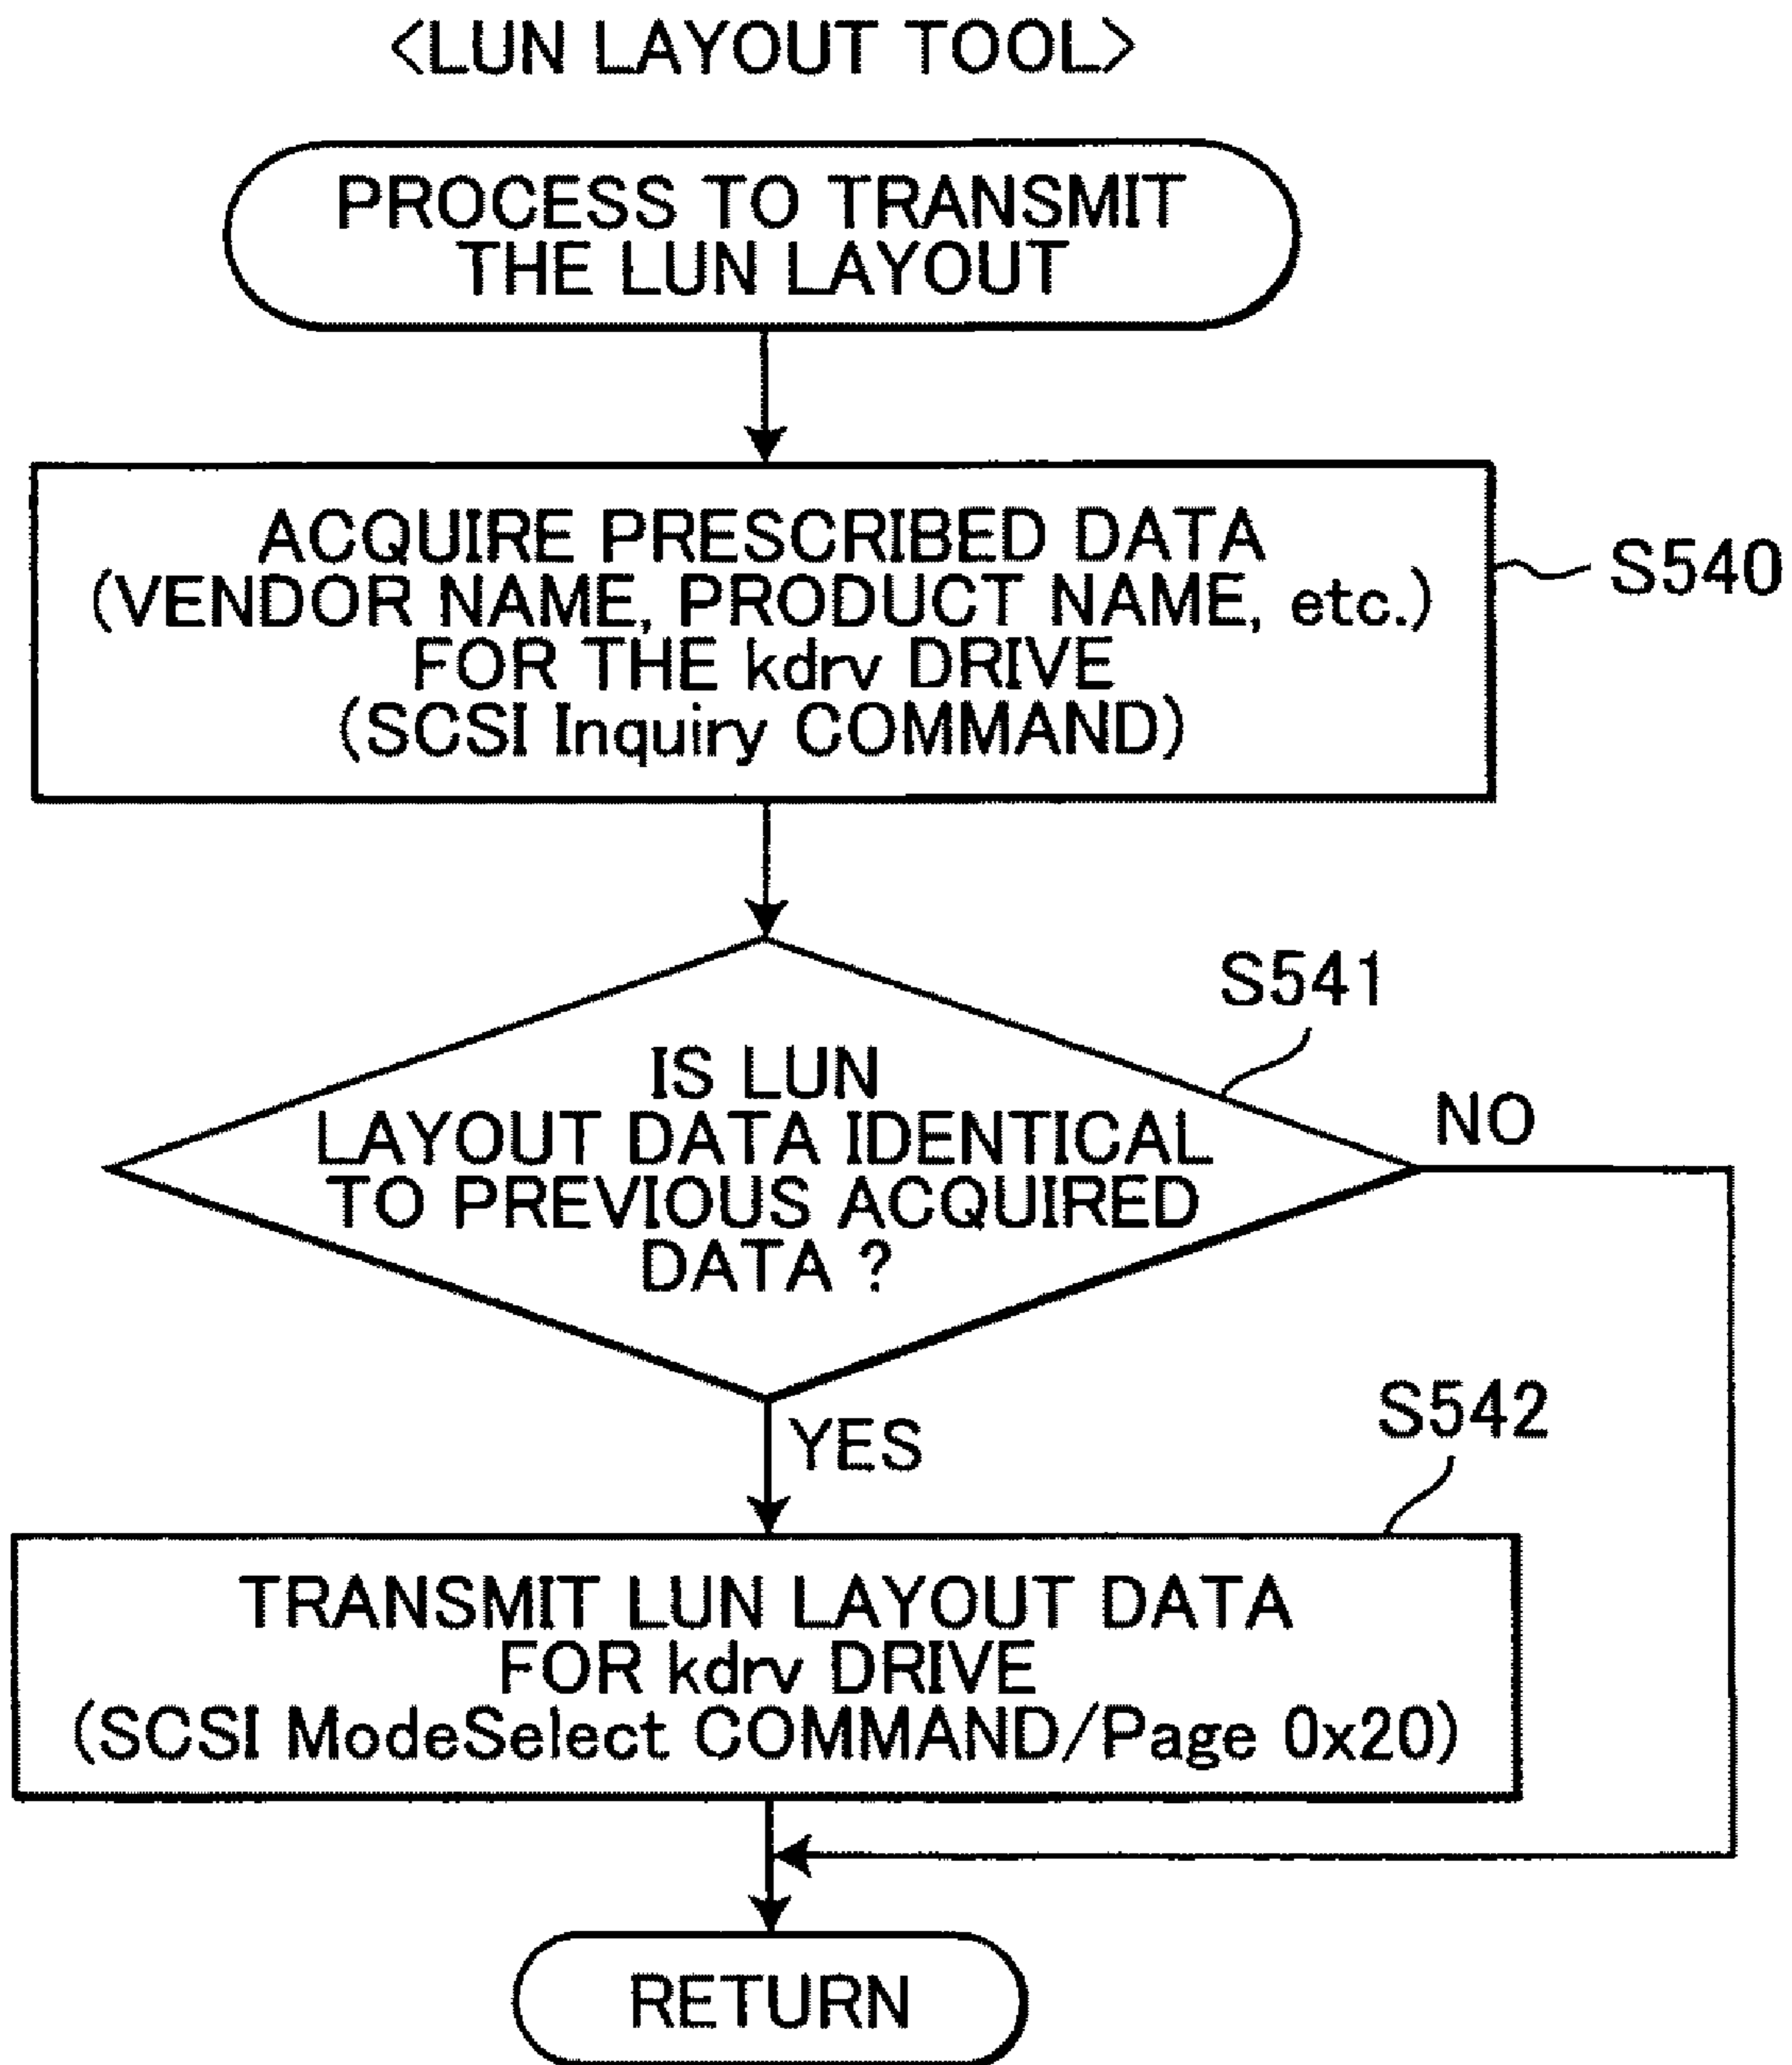 <LUN LAYOUT TOOL>
PROCESS TO TRANSMIT
THE LUN LAYOUT
ACQUIRE PRESCRIBED DATA
(VENDOR NAME, PRODUCT NAME, etc.)
FOR THE kdrv DRIVE
(SCSI Inquiry COMMAND)
S540
S541
IS LUN
LAYOUT DATA IDENTICAL
TO PREVIOUS ACQUIRED
DATA ?
NO
YES
S542
TRANSMIT LUN LAYOUT DATA
FOR kdrv DRIVE
(SCSI ModeSelect COMMAND/Page 0x20)
RETURN